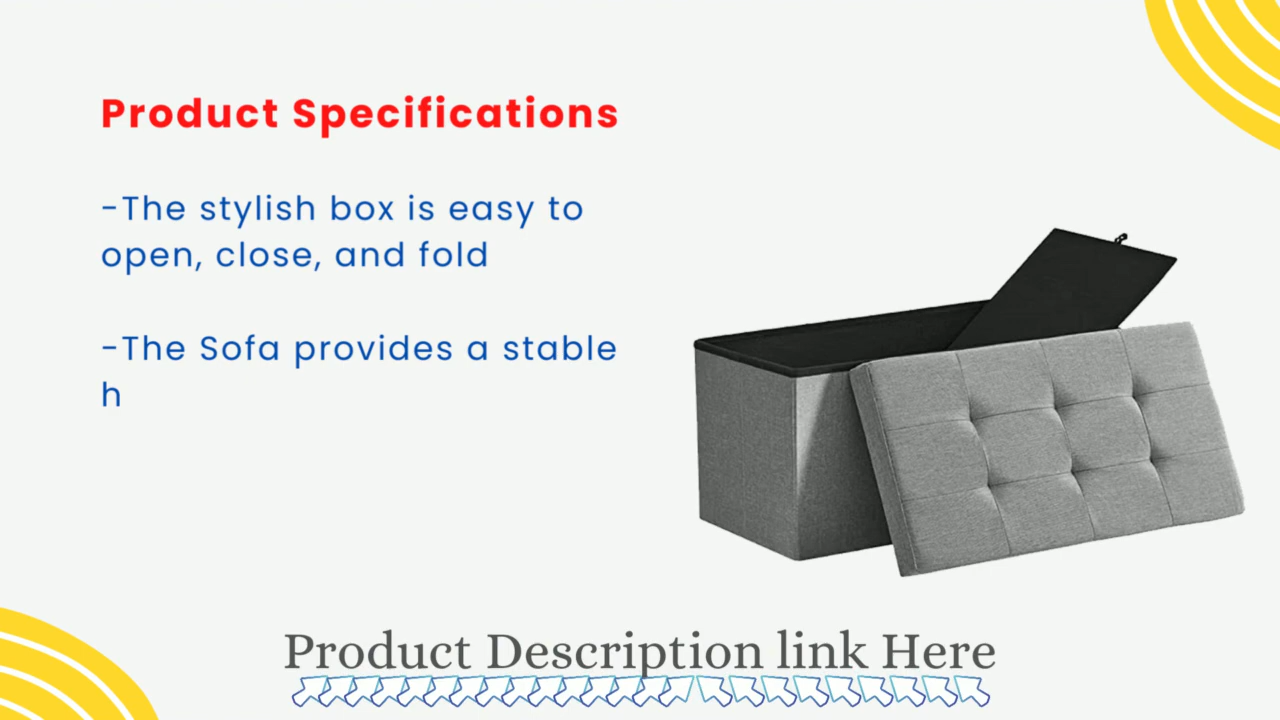 Product Specifications
-The stylish box is easy to
open, close, and fold
-The Sofa provides a stable
h
Product Description link Here